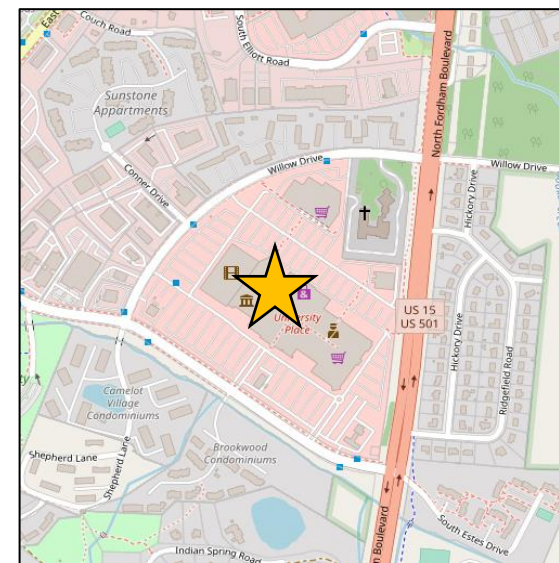 East
Couch Road
South Elliott Road
North Fordham Boulevard
Sunstone
Appartments
Willow Drive
Willow Drive
Conner Drive
Hickory Drive
US 15
US 501
University
Place
Hickory Drive
Ridgefield Road
Camelot
Village
Condominiums
Brookwood
Condominiums
Shepherd Lane
Shepherd Lane
South Estes Drive
Indian Spring Road
m Boulevard